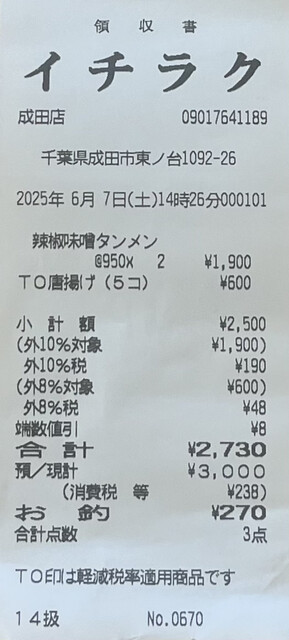 領 収 書
イチラク
成田店 09017641189
千葉県成田市東ノ台1092-26
2025年 6月 7日(土)14時26分000101
辣椒味噌タンメン
@950× 2 ¥1,900
TO唐揚げ(5コ) ¥600
小 計 額 ¥2,500
(外10%対象 ¥1,900)
外10%税 ¥190
(外8%対象 ¥600)
外8%税 ¥48
端数値引 ¥8
合 計 ¥2,730
預/現計 ¥3,000
(消費税 等 ¥238)
お 釣 ¥270
合計点数 3点
TO印は軽減税率適用商品です
14扱 No.0670